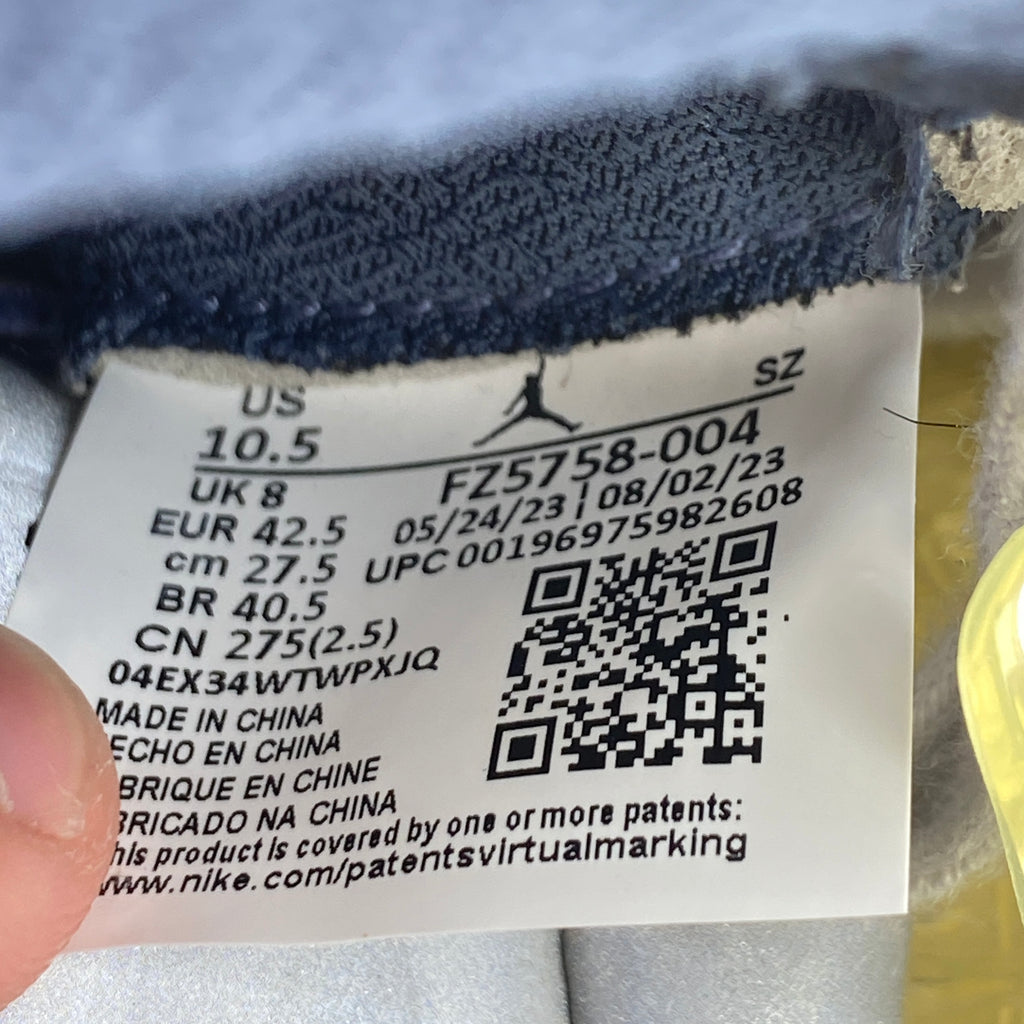 US
SZ
10.5
UK 8
FZ5758-004
EUR 42.5
05/24/23 | 08/02/23
cm 27.5
UPC 00196975982608
BR 40.5
CN 275(2.5)
04EX34WTWPXJQ
MADE IN CHINA
ECHO EN CHINA
BRIQUE EN CHINE
BRICADO NA CHINA
his product is covered by one or more patents:
www.nike.com/patentsvirtualmarking